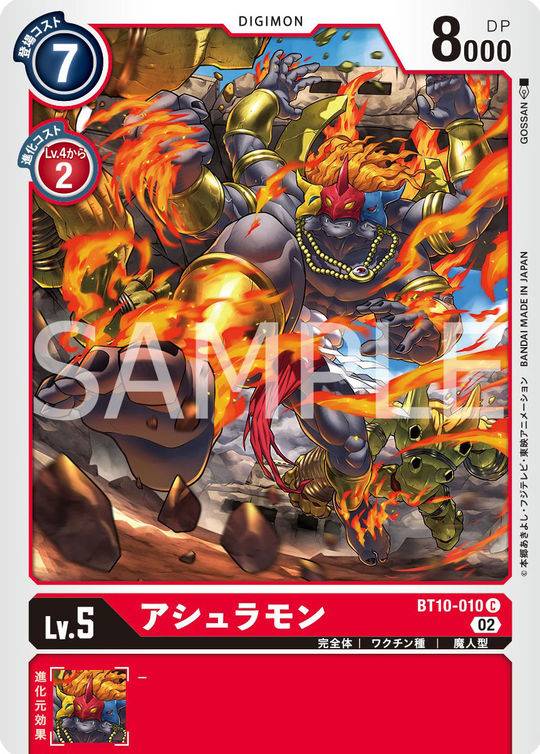 登場コスト
7
DIGIMON
8000
DP
進化コスト
Lv.4から
2
GOSSAN
SAMPLE
© 本郷あきよし・フジテレビ・東映アニメーション BANDAI MADE IN JAPAN
Lv.5
アシュラモン
BT10-010 C
02
完全体 | ワクチン種 | 魔人型
進化元効果
－